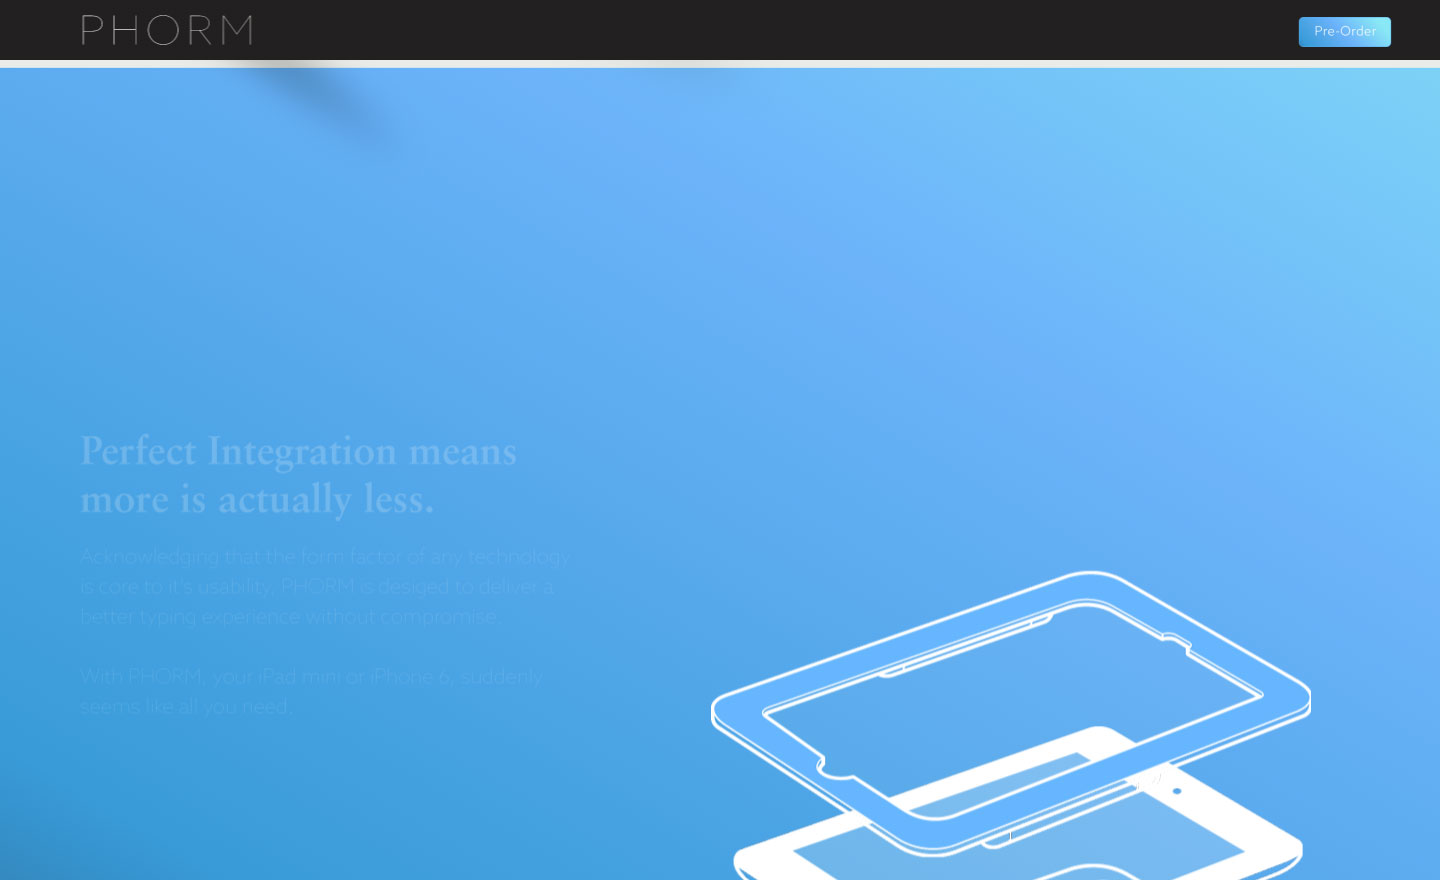 PHORM
Pre-Order
Perfect Integration means
more is actually less.
Acknowledging that the form factor of any technology
is core to it's usability, PHORM is desiged to deliver a
better typing experience without compromise.
With PHORM, your iPad mini or iPhone 6, suddenly
seems like all you need.